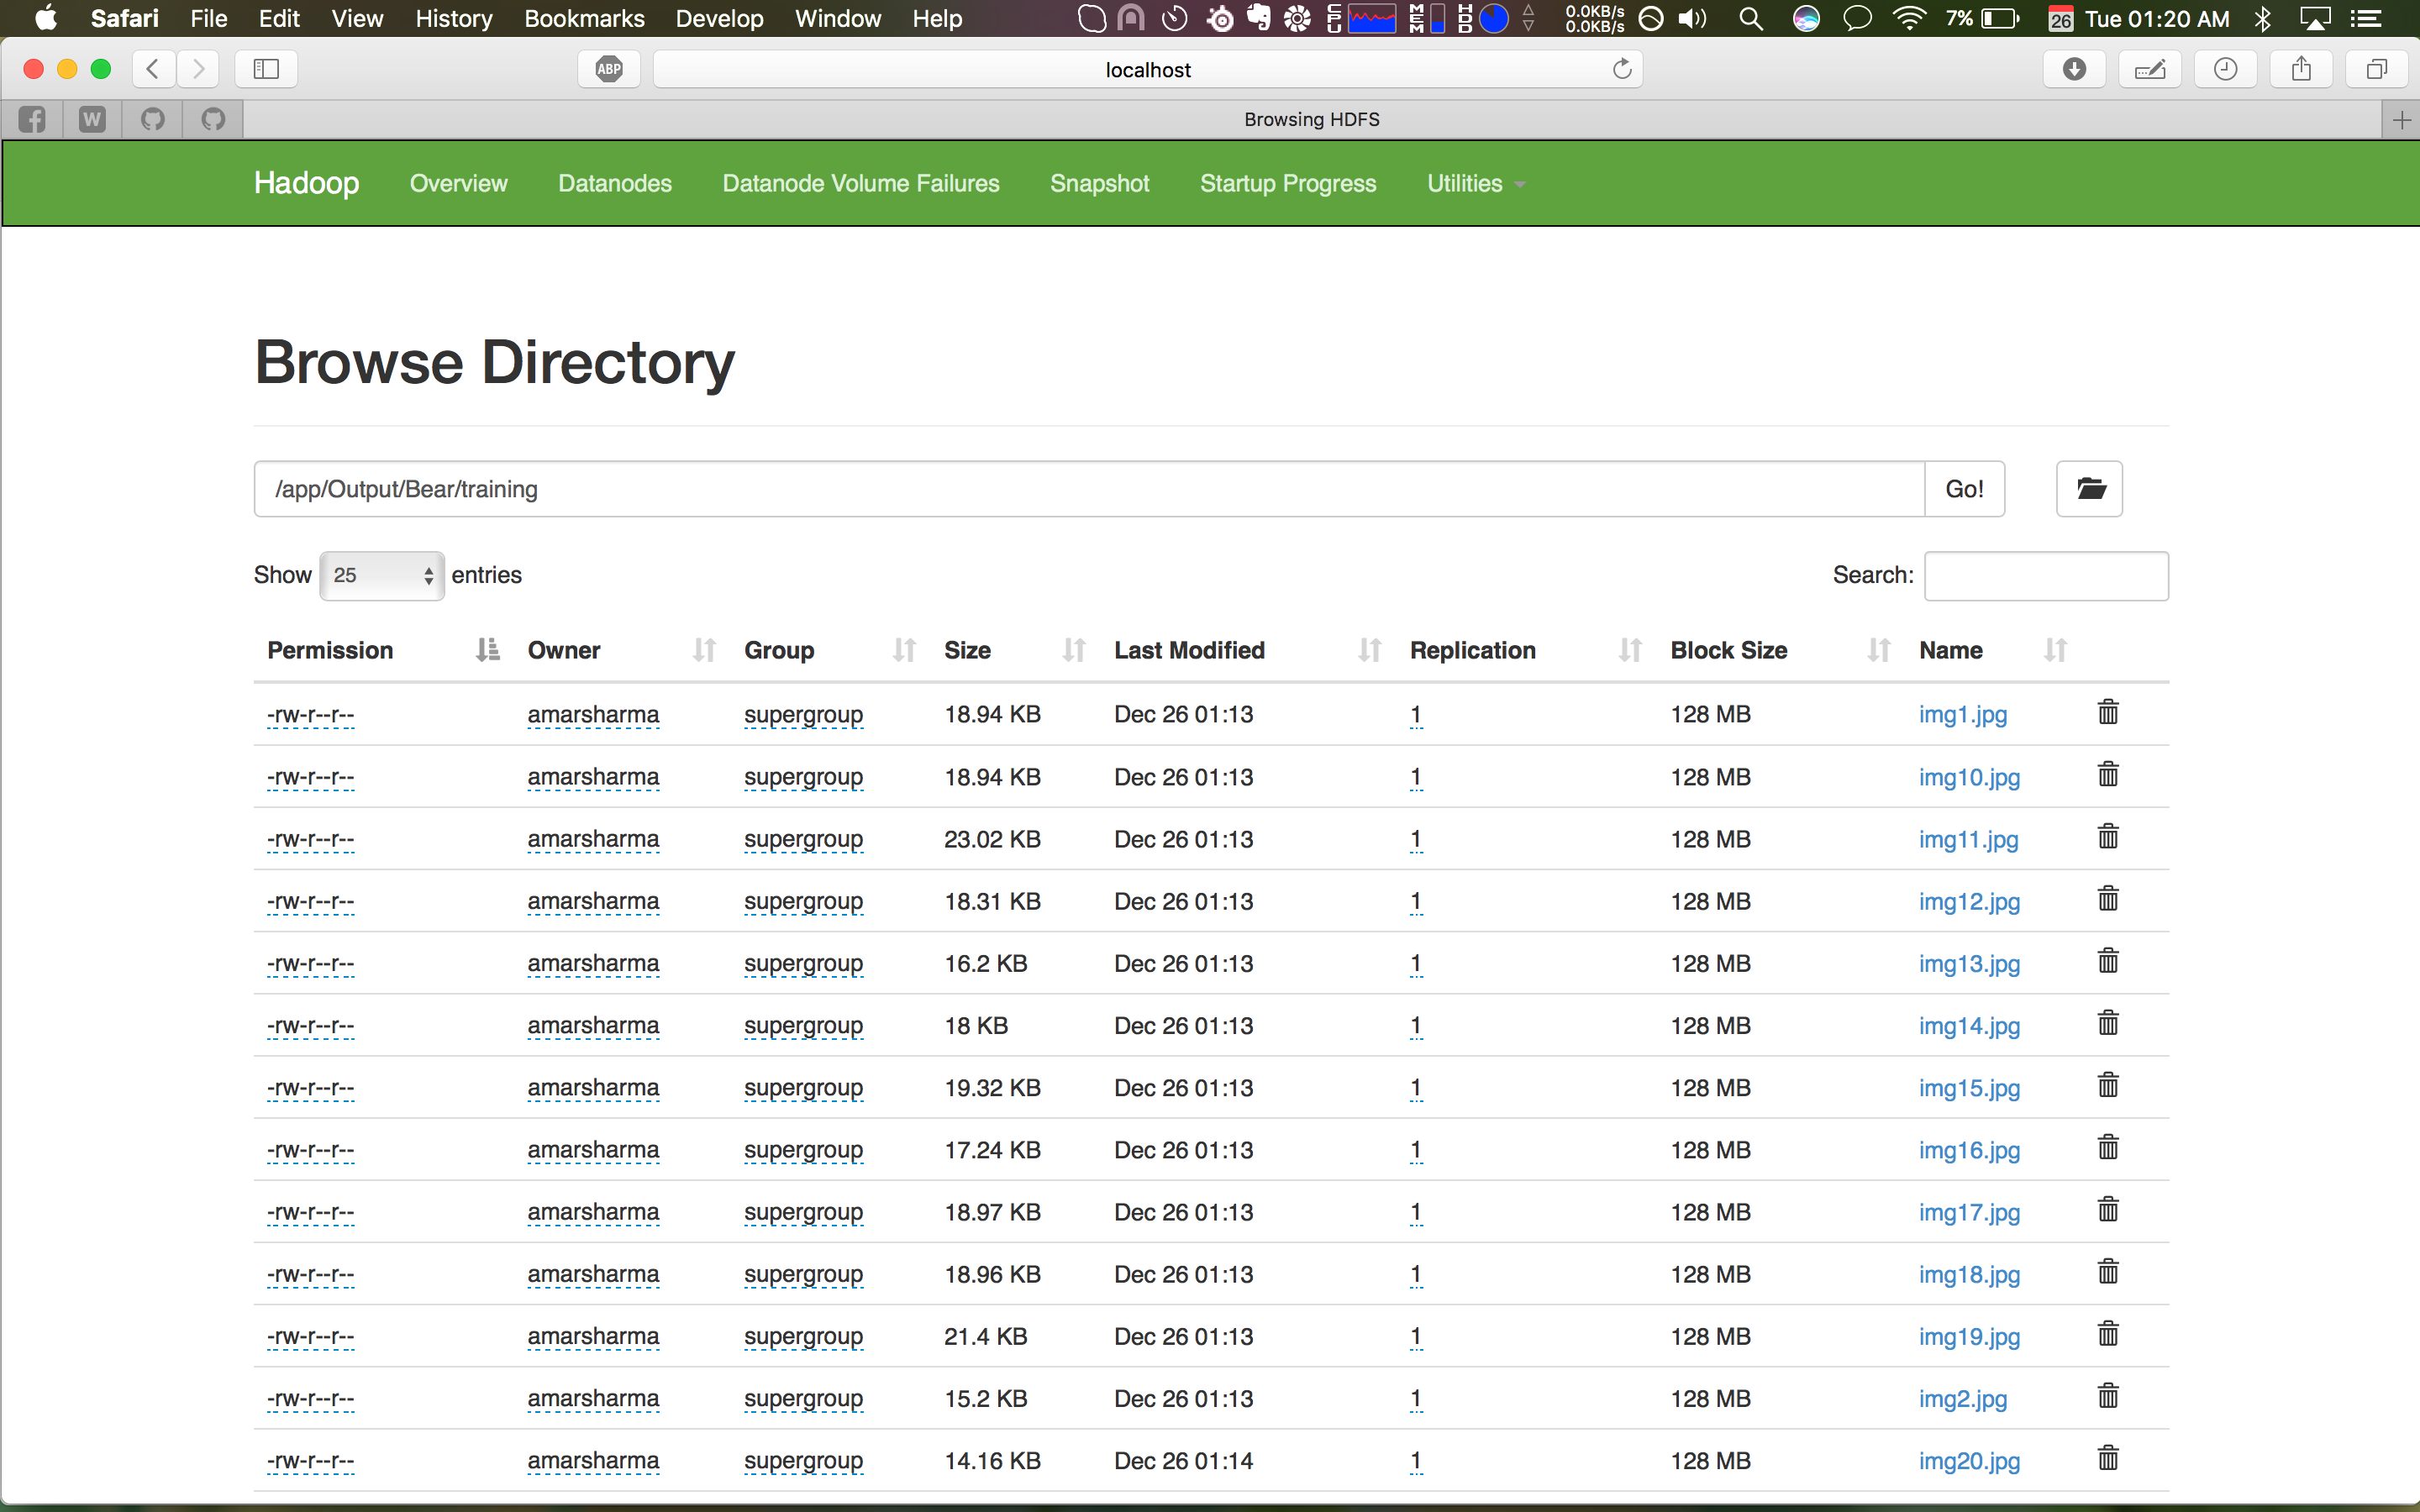 Safari File Edit View History Bookmarks Develop Window Help CPU MEM HDD 0.0KB/s 0.0KB/s 7% 26 Tue 01:20 AM
ABP localhost
W Browsing HDFS
Hadoop Overview Datanodes Datanode Volume Failures Snapshot Startup Progress Utilities
Browse Directory
/app/Output/Bear/training Go!
Show 25 entries Search:
Permission Owner Group Size Last Modified Replication Block Size Name
-rw-r--r-- amarsharma supergroup 18.94 KB Dec 26 01:13 1 128 MB img1.jpg
-rw-r--r-- amarsharma supergroup 18.94 KB Dec 26 01:13 1 128 MB img10.jpg
-rw-r--r-- amarsharma supergroup 23.02 KB Dec 26 01:13 1 128 MB img11.jpg
-rw-r--r-- amarsharma supergroup 18.31 KB Dec 26 01:13 1 128 MB img12.jpg
-rw-r--r-- amarsharma supergroup 16.2 KB Dec 26 01:13 1 128 MB img13.jpg
-rw-r--r-- amarsharma supergroup 18 KB Dec 26 01:13 1 128 MB img14.jpg
-rw-r--r-- amarsharma supergroup 19.32 KB Dec 26 01:13 1 128 MB img15.jpg
-rw-r--r-- amarsharma supergroup 17.24 KB Dec 26 01:13 1 128 MB img16.jpg
-rw-r--r-- amarsharma supergroup 18.97 KB Dec 26 01:13 1 128 MB img17.jpg
-rw-r--r-- amarsharma supergroup 18.96 KB Dec 26 01:13 1 128 MB img18.jpg
-rw-r--r-- amarsharma supergroup 21.4 KB Dec 26 01:13 1 128 MB img19.jpg
-rw-r--r-- amarsharma supergroup 15.2 KB Dec 26 01:13 1 128 MB img2.jpg
-rw-r--r-- amarsharma supergroup 14.16 KB Dec 26 01:14 1 128 MB img20.jpg